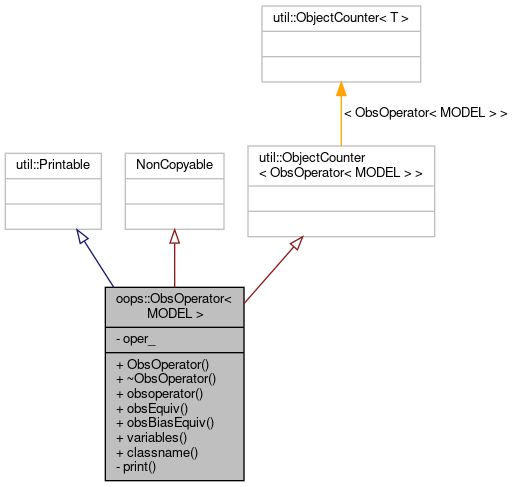 util::ObjectCounter< T >
< ObsOperator< MODEL > >
util::Printable
NonCopyable
util::ObjectCounter
< ObsOperator< MODEL > >
oops::ObsOperator<
MODEL >
- oper_
+ ObsOperator()
+ ~ObsOperator()
+ obsoperator()
+ obsEquiv()
+ obsBiasEquiv()
+ variables()
+ classname()
- print()